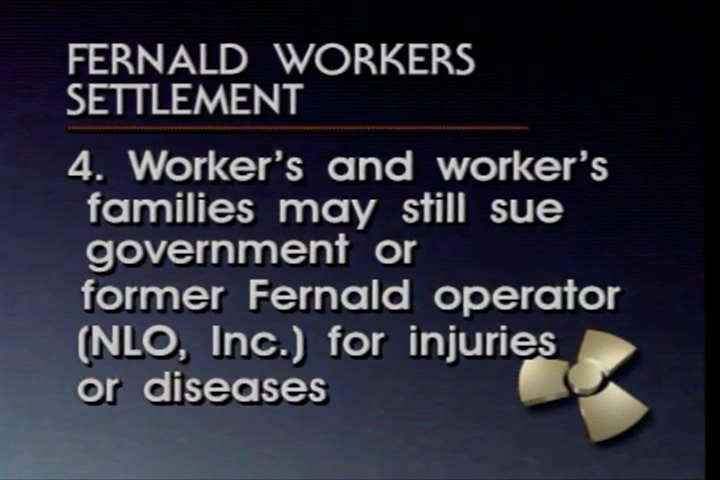 FERNALD WORKERS
SETTLEMENT
4. Worker's and worker's
families may still sue
government or
former Fernald operator
(NLO, Inc.) for injuries
or diseases